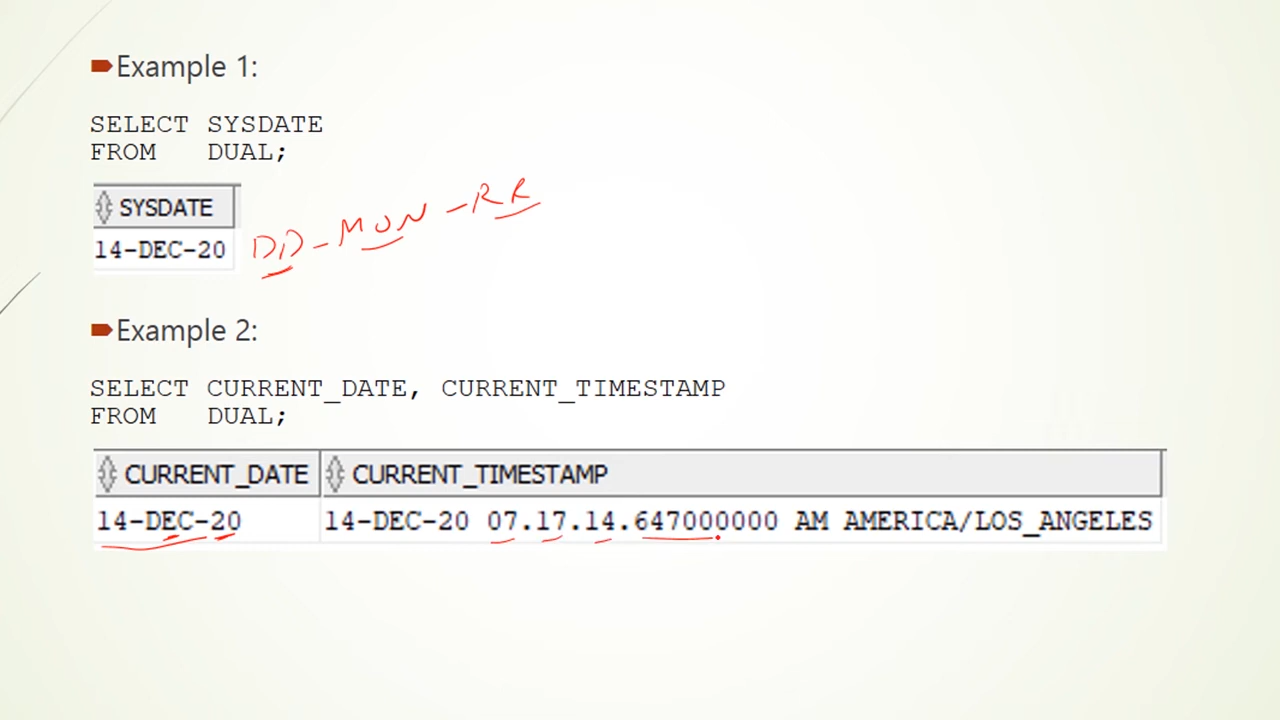 Example 1:
SELECT SYSDATE
FROM DUAL;
SYSDATE
14-DEC-20
DD-MON-RR
Example 2:
SELECT CURRENT_DATE, CURRENT_TIMESTAMP
FROM DUAL;
CURRENT_DATE CURRENT_TIMESTAMP
14-DEC-20 14-DEC-20 07.17.14.647000000 AM AMERICA/LOS_ANGELES